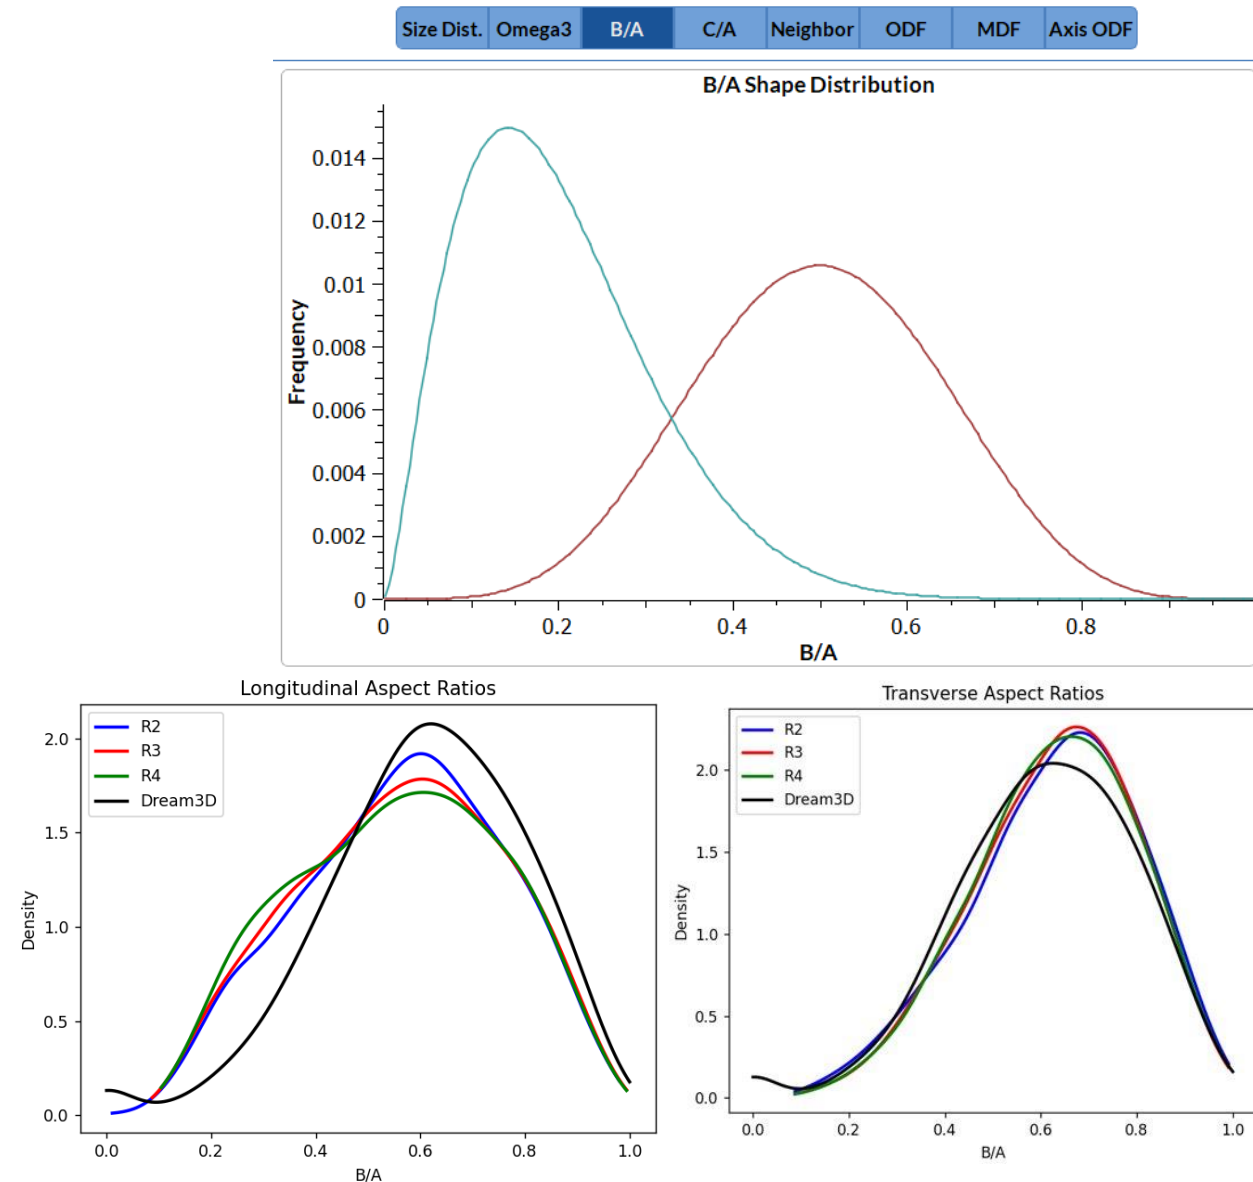 Size Dist. Omega3 B/A C/A Neighbor ODF MDF Axis ODF
B/A Shape Distribution
Frequency
0.014
0.012
0.01
0.008
0.006
0.004
0.002
0
0 0.2 0.4 0.6 0.8
B/A
Longitudinal Aspect Ratios
R2
R3
R4
Dream3D
Density
2.0
1.5
1.0
0.5
0.0
0.0 0.2 0.4 0.6 0.8 1.0
B/A
Transverse Aspect Ratios
R2
R3
R4
Dream3D
Density
2.0
1.5
1.0
0.5
0.0
0.0 0.2 0.4 0.6 0.8 1.0
B/A